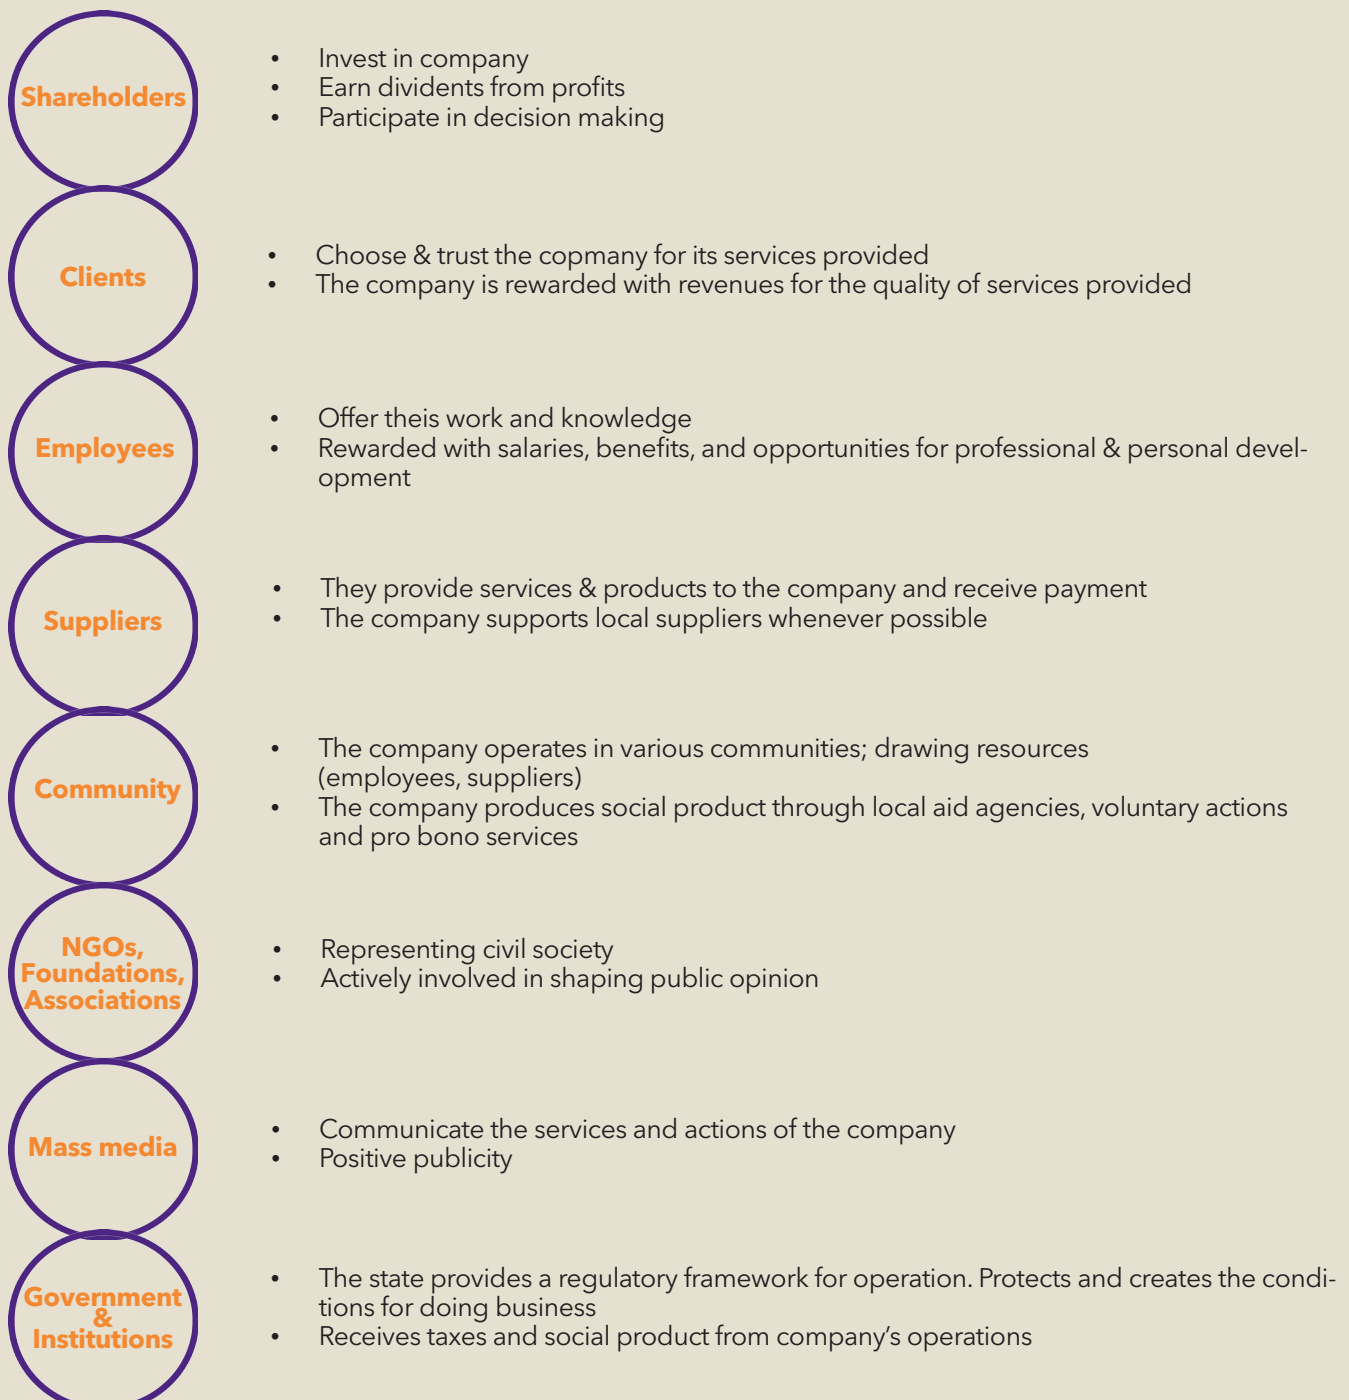 Shareholders
• Invest in company
• Earn dividents from profits
• Participate in decision making
Clients
• Choose & trust the copmany for its services provided
• The company is rewarded with revenues for the quality of services provided
Employees
• Offer theis work and knowledge
• Rewarded with salaries, benefits, and opportunities for professional & personal devel-
opment
Suppliers
• They provide services & products to the company and receive payment
• The company supports local suppliers whenever possible
Community
• The company operates in various communities; drawing resources
(employees, suppliers)
• The company produces social product through local aid agencies, voluntary actions
and pro bono services
NGOs,
Foundations,
Associations
• Representing civil society
• Actively involved in shaping public opinion
Mass media
• Communicate the services and actions of the company
• Positive publicity
Government
&
Institutions
• The state provides a regulatory framework for operation. Protects and creates the condi-
tions for doing business
• Receives taxes and social product from company’s operations